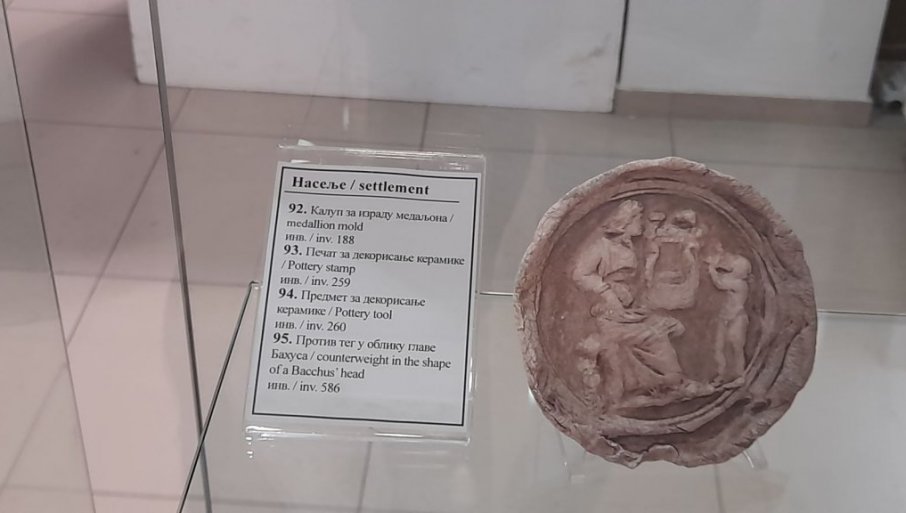 Насеље / settlement
92. Калуп за израду медаљона /
medallion mold
инв. / inv. 188
93. Печат за декорисање керамике
/ Pottery stamp
инв. / inv. 259
94. Предмет за декорисање
керамике / Pottery tool
инв. / inv. 260
95. Против тег у облику главе
Бахуса / counterweight in the shape
of a Bacchus' head
инв. / inv. 586